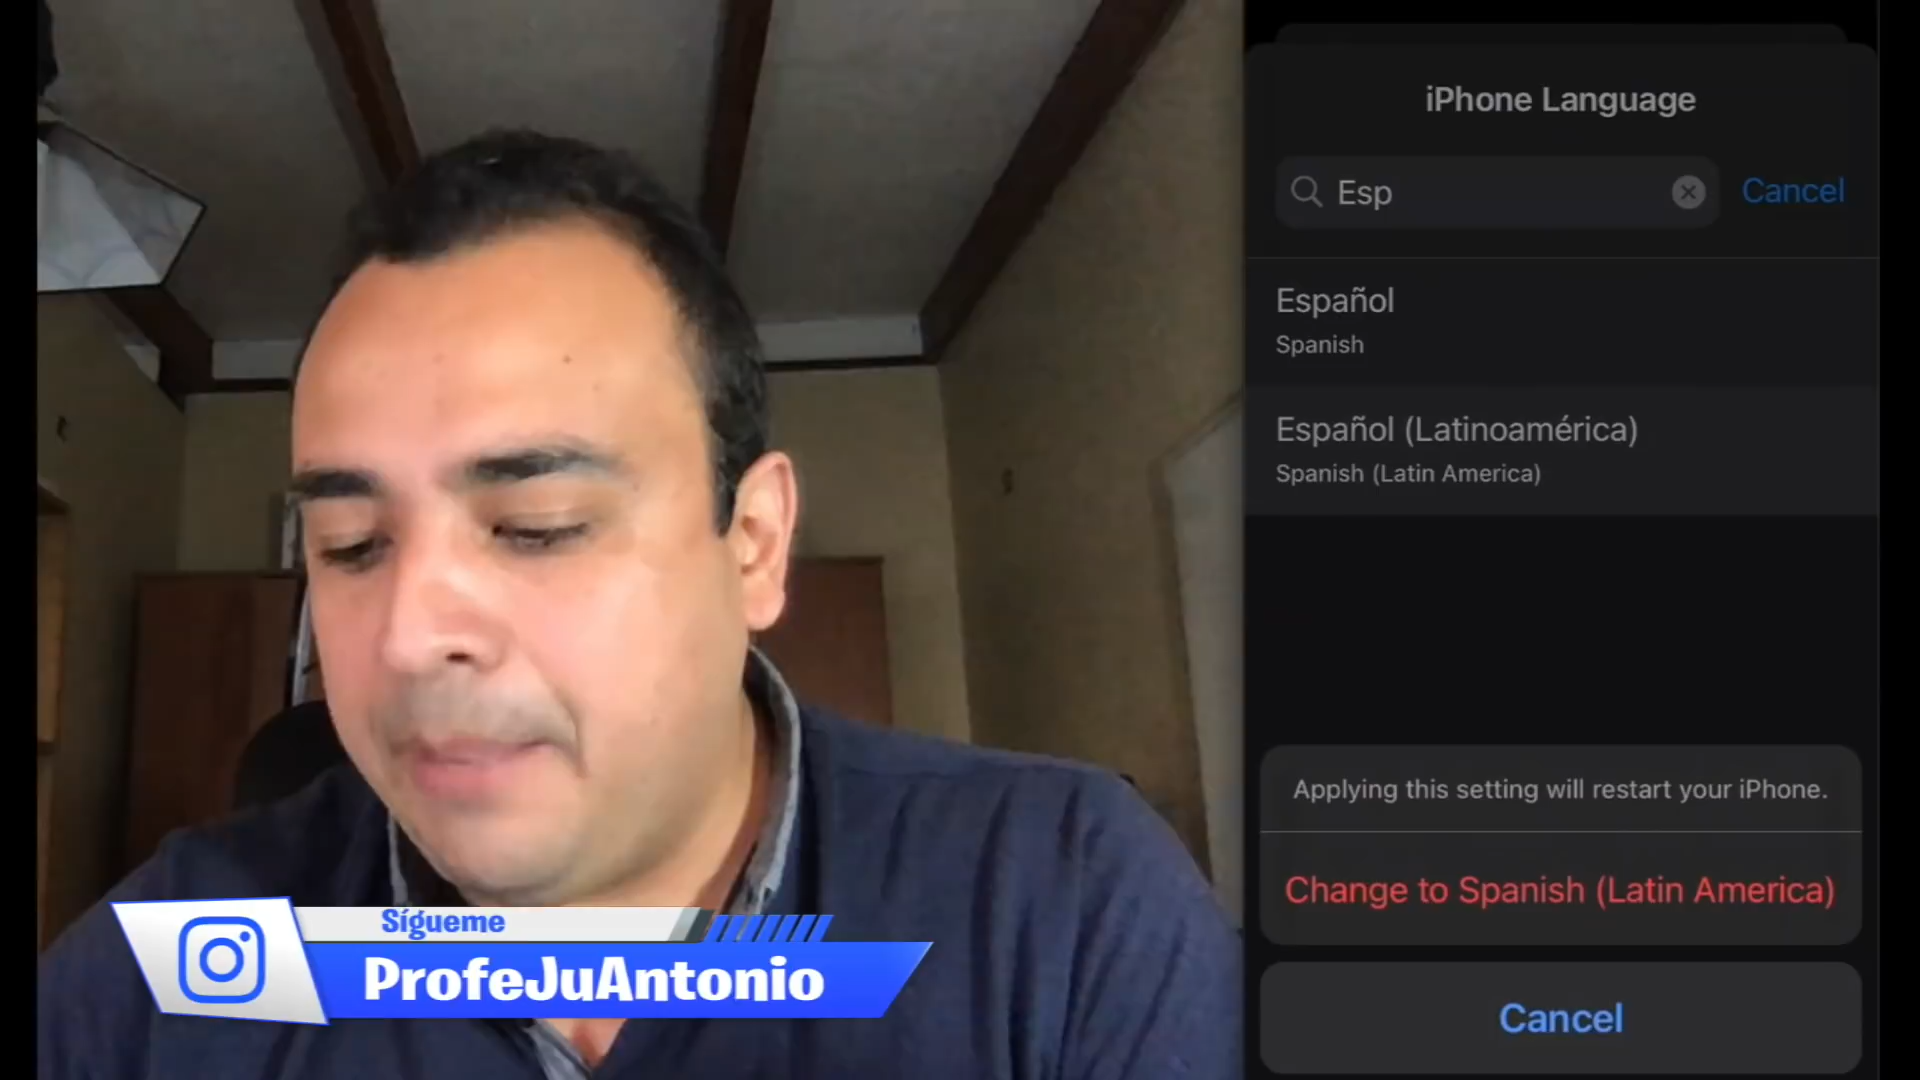 iPhone Language
Esp
Cancel
Español
Spanish
Español (Latinoamérica)
Spanish (Latin America)
Applying this setting will restart your iPhone.
Change to Spanish (Latin America)
Cancel
Sígueme
ProfeJuAntonio